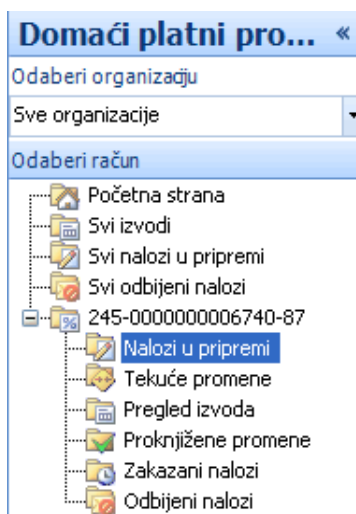 Domaći platni pro... «
Odaberi organizaciju
Sve organizacije
Odaberi račun
Početna strana
Svi izvodi
Svi nalozi u pripremi
Svi odbijeni nalozi
245-0000000006740-87
Nalozi u pripremi
Tekuće promene
Pregled izvoda
Proknjižene promene
Zakazani nalozi
Odbijeni nalozi